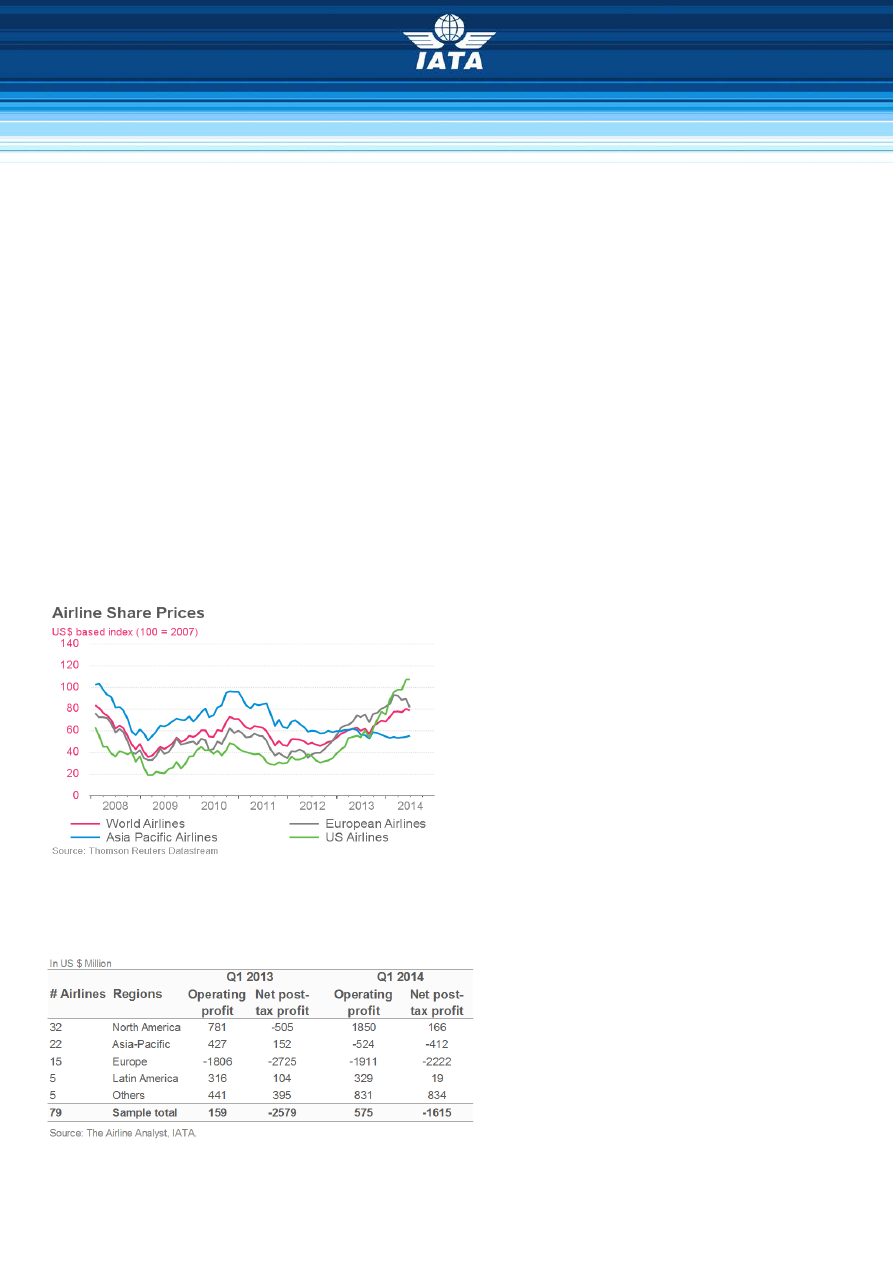 IATA
Airline Share Prices
US$ based index (100 = 2007)
140
120
100
80
60
40
20
0
2008 2009 2010 2011 2012 2013 2014
World Airlines European Airlines
Asia Pacific Airlines US Airlines
Source: Thomson Reuters Datastream
In US $ Million
Q1 2013 Q1 2014
# Airlines Regions Operating Net post- Operating Net post-
profit tax profit profit tax profit
32 North America 781 -505 1850 166
22 Asia-Pacific 427 152 -524 -412
15 Europe -1806 -2725 -1911 -2222
5 Latin America 316 104 329 19
5 Others 441 395 831 834
79 Sample total 159 -2579 575 -1615
Source: The Airline Analyst, IATA.